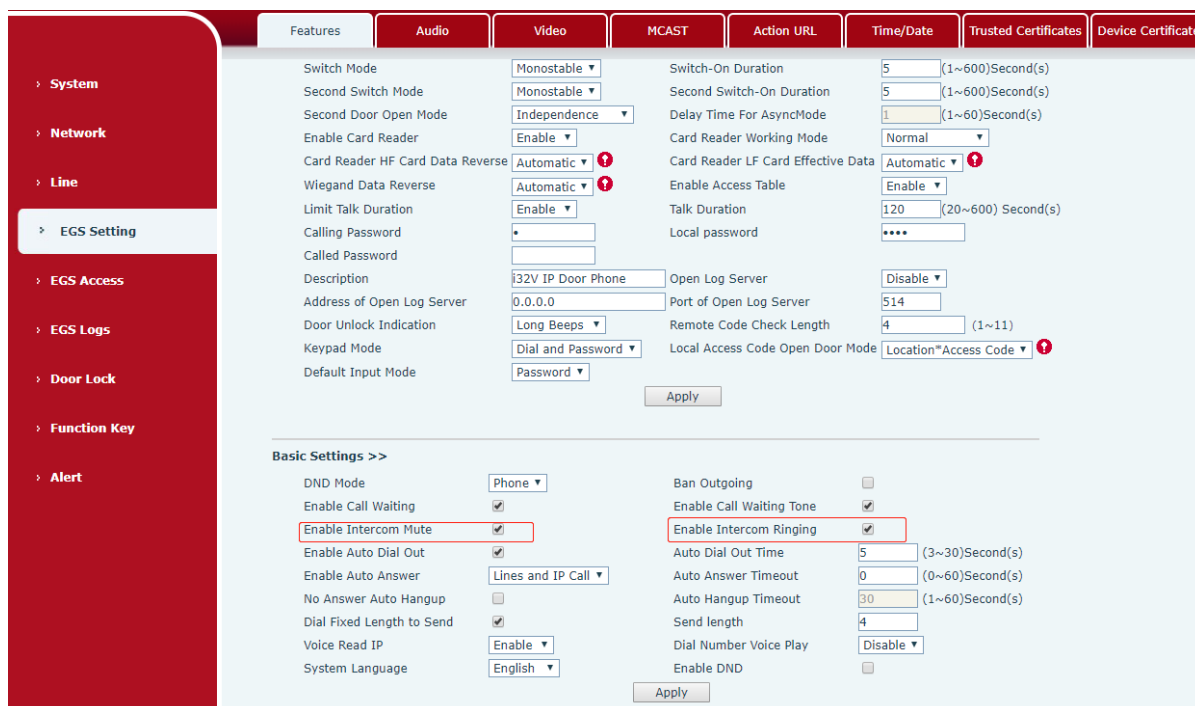 Features Audio Video MCAST Action URL Time/Date Trusted Certificates Device Certificate
System
Network
Line
EGS Setting
EGS Access
EGS Logs
Door Lock
Function Key
Alert
Switch Mode Monostable Switch-On Duration 5 (1~600)Second(s)
Second Switch Mode Monostable Second Switch-On Duration 5 (1~600)Second(s)
Second Door Open Mode Independence Delay Time For AsyncMode 1 (1~60)Second(s)
Enable Card Reader Enable Card Reader Working Mode Normal
Card Reader HF Card Data Reverse Automatic Card Reader LF Card Effective Data Automatic
Wiegand Data Reverse Automatic Enable Access Table Enable
Limit Talk Duration Enable Talk Duration 120 (20~600) Second(s)
Calling Password • Local password ••••
Called Password
Description i32V IP Door Phone Open Log Server Disable
Address of Open Log Server 0.0.0.0 Port of Open Log Server 514
Door Unlock Indication Long Beeps Remote Code Check Length 4 (1~11)
Keypad Mode Dial and Password Local Access Code Open Door Mode Location*Access Code
Default Input Mode Password
Apply
Basic Settings >>
DND Mode Phone Ban Outgoing
Enable Call Waiting Enable Call Waiting Tone
Enable Intercom Mute Enable Intercom Ringing
Enable Auto Dial Out Auto Dial Out Time 5 (3~30)Second(s)
Enable Auto Answer Lines and IP Call Auto Answer Timeout 0 (0~60)Second(s)
No Answer Auto Hangup Auto Hangup Timeout 30 (1~60)Second(s)
Dial Fixed Length to Send Send length 4
Voice Read IP Enable Dial Number Voice Play Disable
System Language English Enable DND
Apply